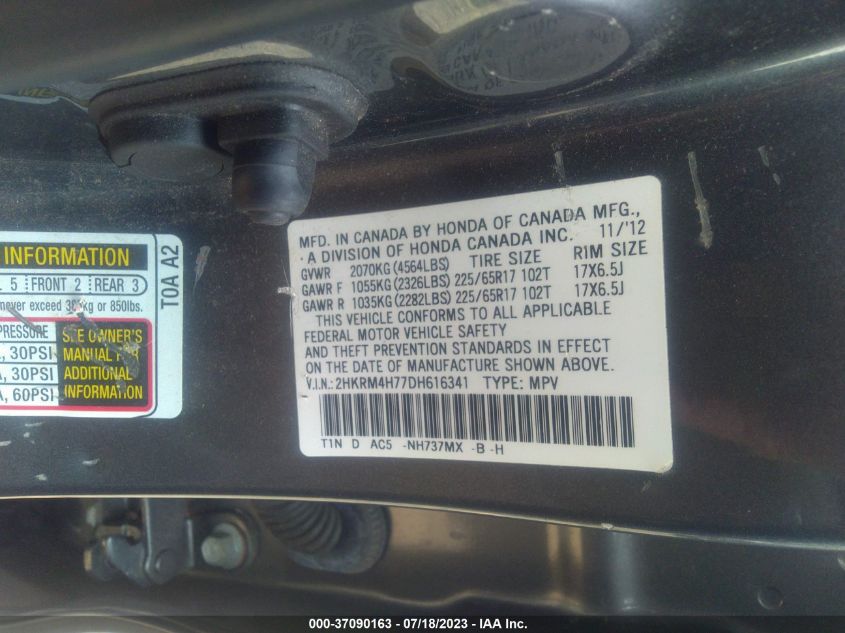 MFD. IN CANADA BY HONDA OF CANADA MFG.,
A DIVISION OF HONDA CANADA INC. 11/'12
GVWR 2070KG (4564LBS) TIRE SIZE RIM SIZE
GAWR F 1055KG (2326LBS) 225/65R17 102T 17X6.5J
GAWR R 1035KG (2282LBS) 225/65R17 102T 17X6.5J
THIS VEHICLE CONFORMS TO ALL APPLICABLE
FEDERAL MOTOR VEHICLE SAFETY
AND THEFT PREVENTION STANDARDS IN EFFECT
ON THE DATE OF MANUFACTURE SHOWN ABOVE.
V.I.N.: 2HKRM4H77DH616341 TYPE: MPV
T1N D AC5 -NH737MX -B -H
INFORMATION
5 FRONT 2 REAR 3
never exceed kg or 850lbs.
PRESSURE SEE OWNER'S
30PSI MANUAL FOR
30PSI ADDITIONAL
60PSI INFORMATION
T0A A2
000-37090163 - 07/18/2023 - IAA Inc.